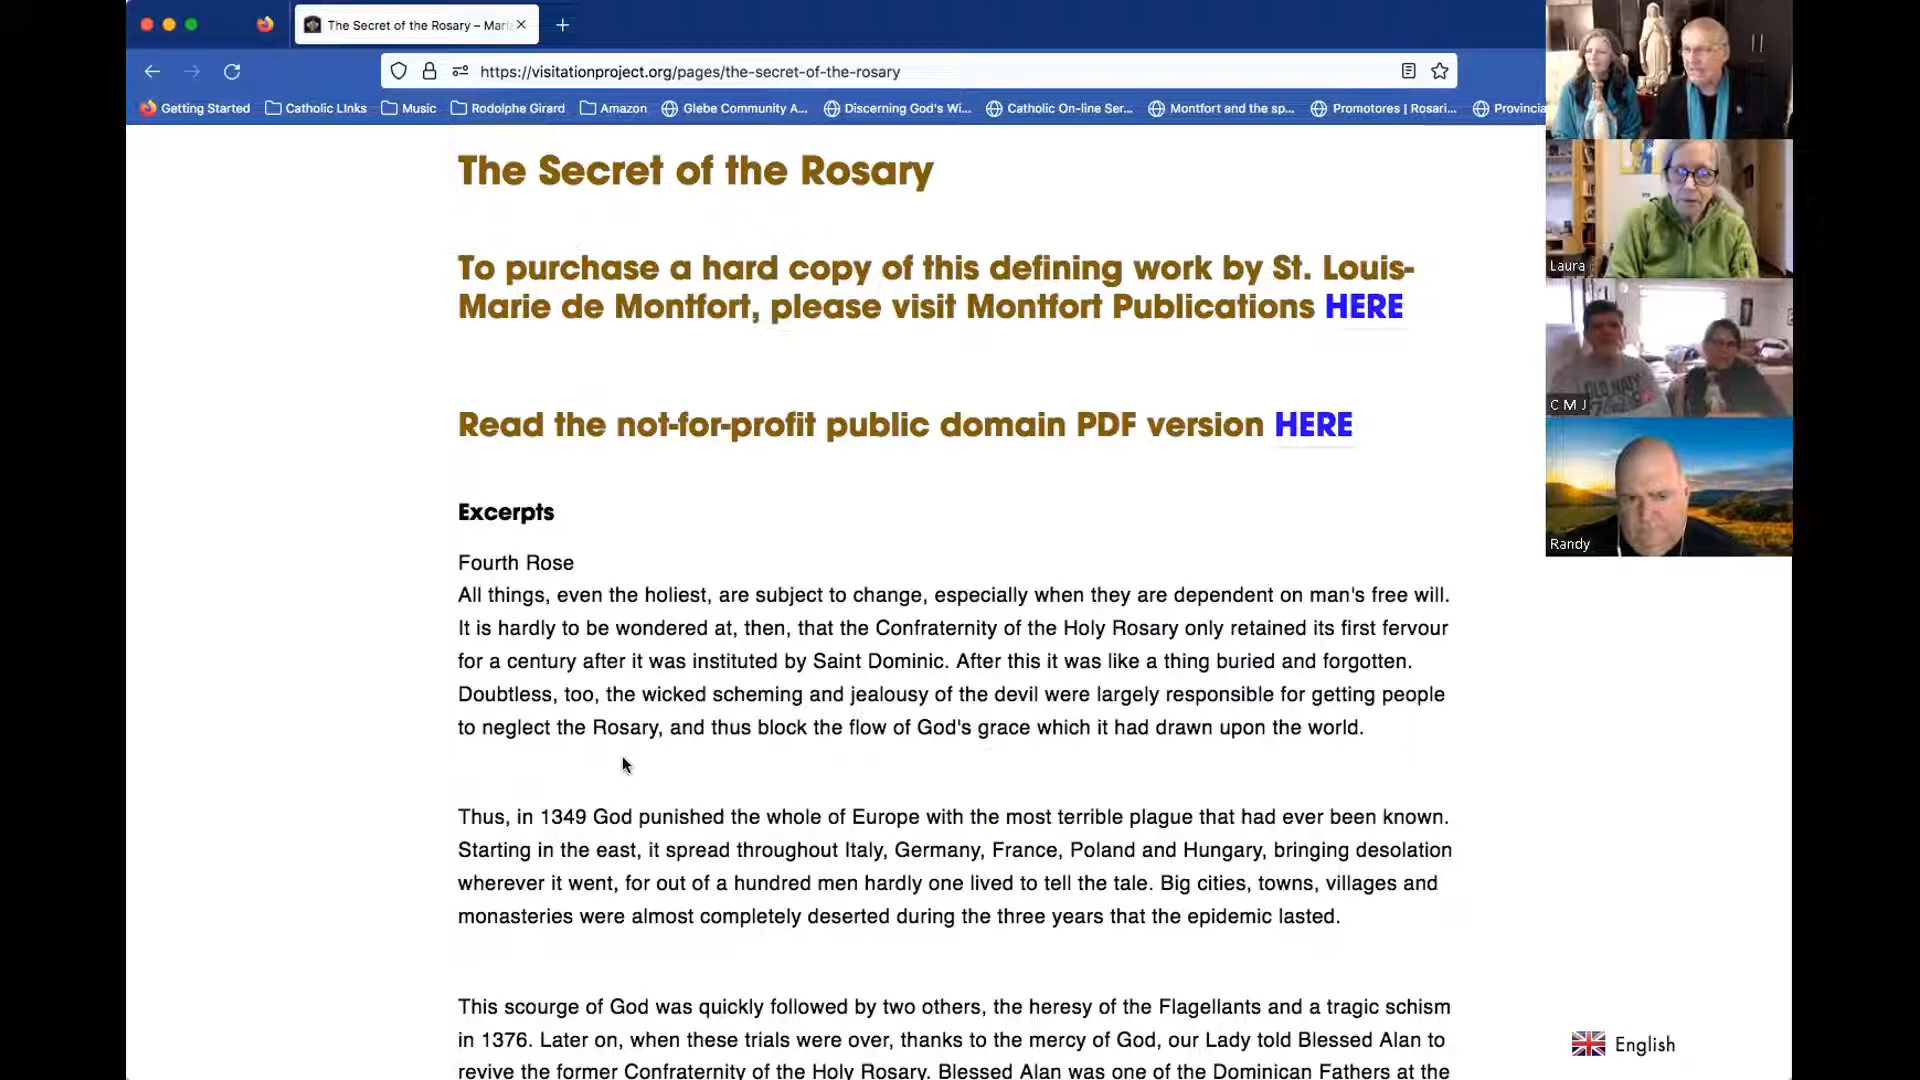 The Secret of the Rosary – Mari
https://visitationproject.org/pages/the-secret-of-the-rosary
Getting Started Catholic LInks Music Rodolphe Girard Amazon Glebe Community A... Discerning God's Wi... Catholic On-line Ser... Montfort and the sp... Promotores | Rosari... Provincia
The Secret of the Rosary
To purchase a hard copy of this defining work by St. Louis-
Marie de Montfort, please visit Montfort Publications HERE
Read the not-for-profit public domain PDF version HERE
Excerpts
Fourth Rose
All things, even the holiest, are subject to change, especially when they are dependent on man's free will.
It is hardly to be wondered at, then, that the Confraternity of the Holy Rosary only retained its first fervour
for a century after it was instituted by Saint Dominic. After this it was like a thing buried and forgotten.
Doubtless, too, the wicked scheming and jealousy of the devil were largely responsible for getting people
to neglect the Rosary, and thus block the flow of God's grace which it had drawn upon the world.
Thus, in 1349 God punished the whole of Europe with the most terrible plague that had ever been known.
Starting in the east, it spread throughout Italy, Germany, France, Poland and Hungary, bringing desolation
wherever it went, for out of a hundred men hardly one lived to tell the tale. Big cities, towns, villages and
monasteries were almost completely deserted during the three years that the epidemic lasted.
This scourge of God was quickly followed by two others, the heresy of the Flagellants and a tragic schism
in 1376. Later on, when these trials were over, thanks to the mercy of God, our Lady told Blessed Alan to
revive the former Confraternity of the Holy Rosary. Blessed Alan was one of the Dominican Fathers at the
Laura
OLD NAVY
C M J
Randy
English